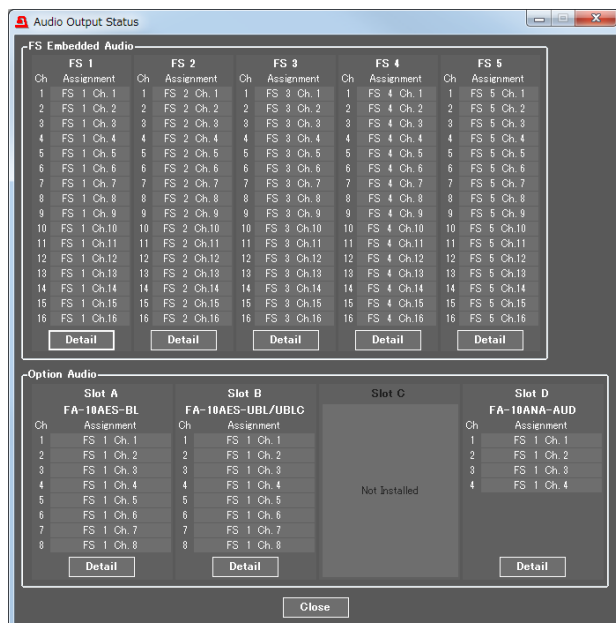 Audio Output Status
FS Embedded Audio
FS 1 FS 2 FS 3 FS 4 FS 5
Ch Assignment Ch Assignment Ch Assignment Ch Assignment Ch Assignment
1 FS 1 Ch. 1 1 FS 2 Ch. 1 1 FS 3 Ch. 1 1 FS 4 Ch. 1 1 FS 5 Ch. 1
2 FS 1 Ch. 2 2 FS 2 Ch. 2 2 FS 3 Ch. 2 2 FS 4 Ch. 2 2 FS 5 Ch. 2
3 FS 1 Ch. 3 3 FS 2 Ch. 3 3 FS 3 Ch. 3 3 FS 4 Ch. 3 3 FS 5 Ch. 3
4 FS 1 Ch. 4 4 FS 2 Ch. 4 4 FS 3 Ch. 4 4 FS 4 Ch. 4 4 FS 5 Ch. 4
5 FS 1 Ch. 5 5 FS 2 Ch. 5 5 FS 3 Ch. 5 5 FS 4 Ch. 5 5 FS 5 Ch. 5
6 FS 1 Ch. 6 6 FS 2 Ch. 6 6 FS 3 Ch. 6 6 FS 4 Ch. 6 6 FS 5 Ch. 6
7 FS 1 Ch. 7 7 FS 2 Ch. 7 7 FS 3 Ch. 7 7 FS 4 Ch. 7 7 FS 5 Ch. 7
8 FS 1 Ch. 8 8 FS 2 Ch. 8 8 FS 3 Ch. 8 8 FS 4 Ch. 8 8 FS 5 Ch. 8
9 FS 1 Ch. 9 9 FS 2 Ch. 9 9 FS 3 Ch. 9 9 FS 4 Ch. 9 9 FS 5 Ch. 9
10 FS 1 Ch.10 10 FS 2 Ch.10 10 FS 3 Ch.10 10 FS 4 Ch.10 10 FS 5 Ch.10
11 FS 1 Ch.11 11 FS 2 Ch.11 11 FS 3 Ch.11 11 FS 4 Ch.11 11 FS 5 Ch.11
12 FS 1 Ch.12 12 FS 2 Ch.12 12 FS 3 Ch.12 12 FS 4 Ch.12 12 FS 5 Ch.12
13 FS 1 Ch.13 13 FS 2 Ch.13 13 FS 3 Ch.13 13 FS 4 Ch.13 13 FS 5 Ch.13
14 FS 1 Ch.14 14 FS 2 Ch.14 14 FS 3 Ch.14 14 FS 4 Ch.14 14 FS 5 Ch.14
15 FS 1 Ch.15 15 FS 2 Ch.15 15 FS 3 Ch.15 15 FS 4 Ch.15 15 FS 5 Ch.15
16 FS 1 Ch.16 16 FS 2 Ch.16 16 FS 3 Ch.16 16 FS 4 Ch.16 16 FS 5 Ch.16
Detail Detail Detail Detail Detail
Option Audio
Slot A Slot B Slot C Slot D
FA-10AES-BL FA-10AES-UBL/UBLC FA-10ANA-AUD
Ch Assignment Ch Assignment Ch Assignment
1 FS 1 Ch. 1 1 FS 1 Ch. 1 1 FS 1 Ch. 1
2 FS 1 Ch. 2 2 FS 1 Ch. 2 2 FS 1 Ch. 2
3 FS 1 Ch. 3 3 FS 1 Ch. 3 3 FS 1 Ch. 3
4 FS 1 Ch. 4 4 FS 1 Ch. 4 Not Installed 4 FS 1 Ch. 4
5 FS 1 Ch. 5 5 FS 1 Ch. 5
6 FS 1 Ch. 6 6 FS 1 Ch. 6
7 FS 1 Ch. 7 7 FS 1 Ch. 7
8 FS 1 Ch. 8 8 FS 1 Ch. 8
Detail Detail Detail
Close